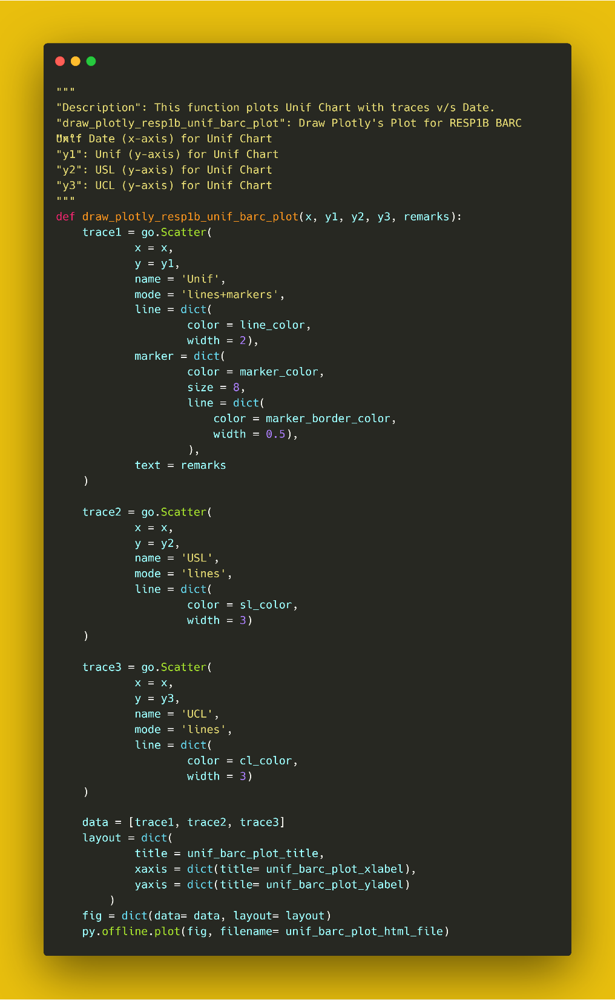 """
"Description": This function plots Unif Chart with traces v/s Date.
"draw_plotly_resp1b_unif_barc_plot": Draw Plotly's Plot for RESP1B BARC
Unif
"x": Date (x-axis) for Unif Chart
"y1": Unif (y-axis) for Unif Chart
"y2": USL (y-axis) for Unif Chart
"y3": UCL (y-axis) for Unif Chart
"""
def draw_plotly_resp1b_unif_barc_plot(x, y1, y2, y3, remarks):
    trace1 = go.Scatter(
            x = x,
            y = y1,
            name = 'Unif',
            mode = 'lines+markers',
            line = dict(
                    color = line_color,
                    width = 2),
            marker = dict(
                    color = marker_color,
                    size = 8,
                    line = dict(
                        color = marker_border_color,
                        width = 0.5),
                    ),
            text = remarks
    )

    trace2 = go.Scatter(
            x = x,
            y = y2,
            name = 'USL',
            mode = 'lines',
            line = dict(
                    color = sl_color,
                    width = 3)
    )

    trace3 = go.Scatter(
            x = x,
            y = y3,
            name = 'UCL',
            mode = 'lines',
            line = dict(
                    color = cl_color,
                    width = 3)
    )

    data = [trace1, trace2, trace3]
    layout = dict(
            title = unif_barc_plot_title,
            xaxis = dict(title= unif_barc_plot_xlabel),
            yaxis = dict(title= unif_barc_plot_ylabel)
        )
    fig = dict(data= data, layout= layout)
    py.offline.plot(fig, filename= unif_barc_plot_html_file)